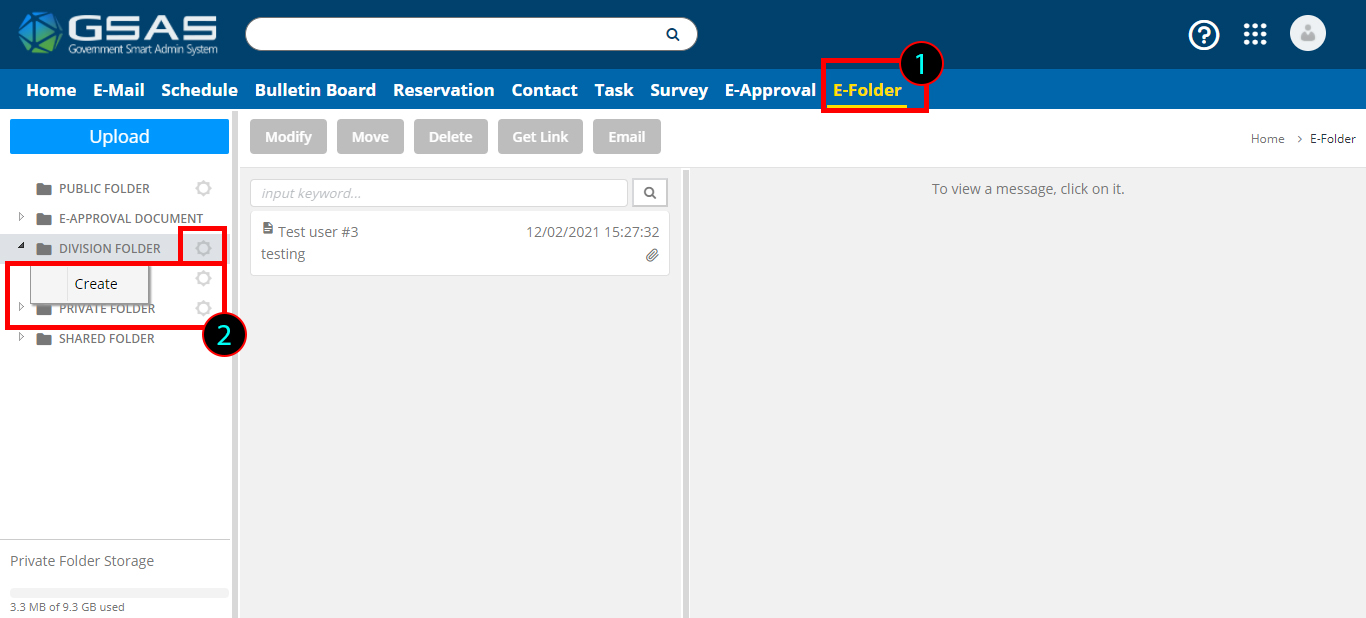 GSAS
Government Smart Admin System
?
1
Home E-Mail Schedule Bulletin Board Reservation Contact Task Survey E-Approval E-Folder
Upload
Modify Move Delete Get Link Email
Home > E-Folder
PUBLIC FOLDER
E-APPROVAL DOCUMENT
DIVISION FOLDER
Create
PRIVATE FOLDER
2
SHARED FOLDER
input keyword...
Test user #3 12/02/2021 15:27:32
testing
To view a message, click on it.
Private Folder Storage
3.3 MB of 9.3 GB used